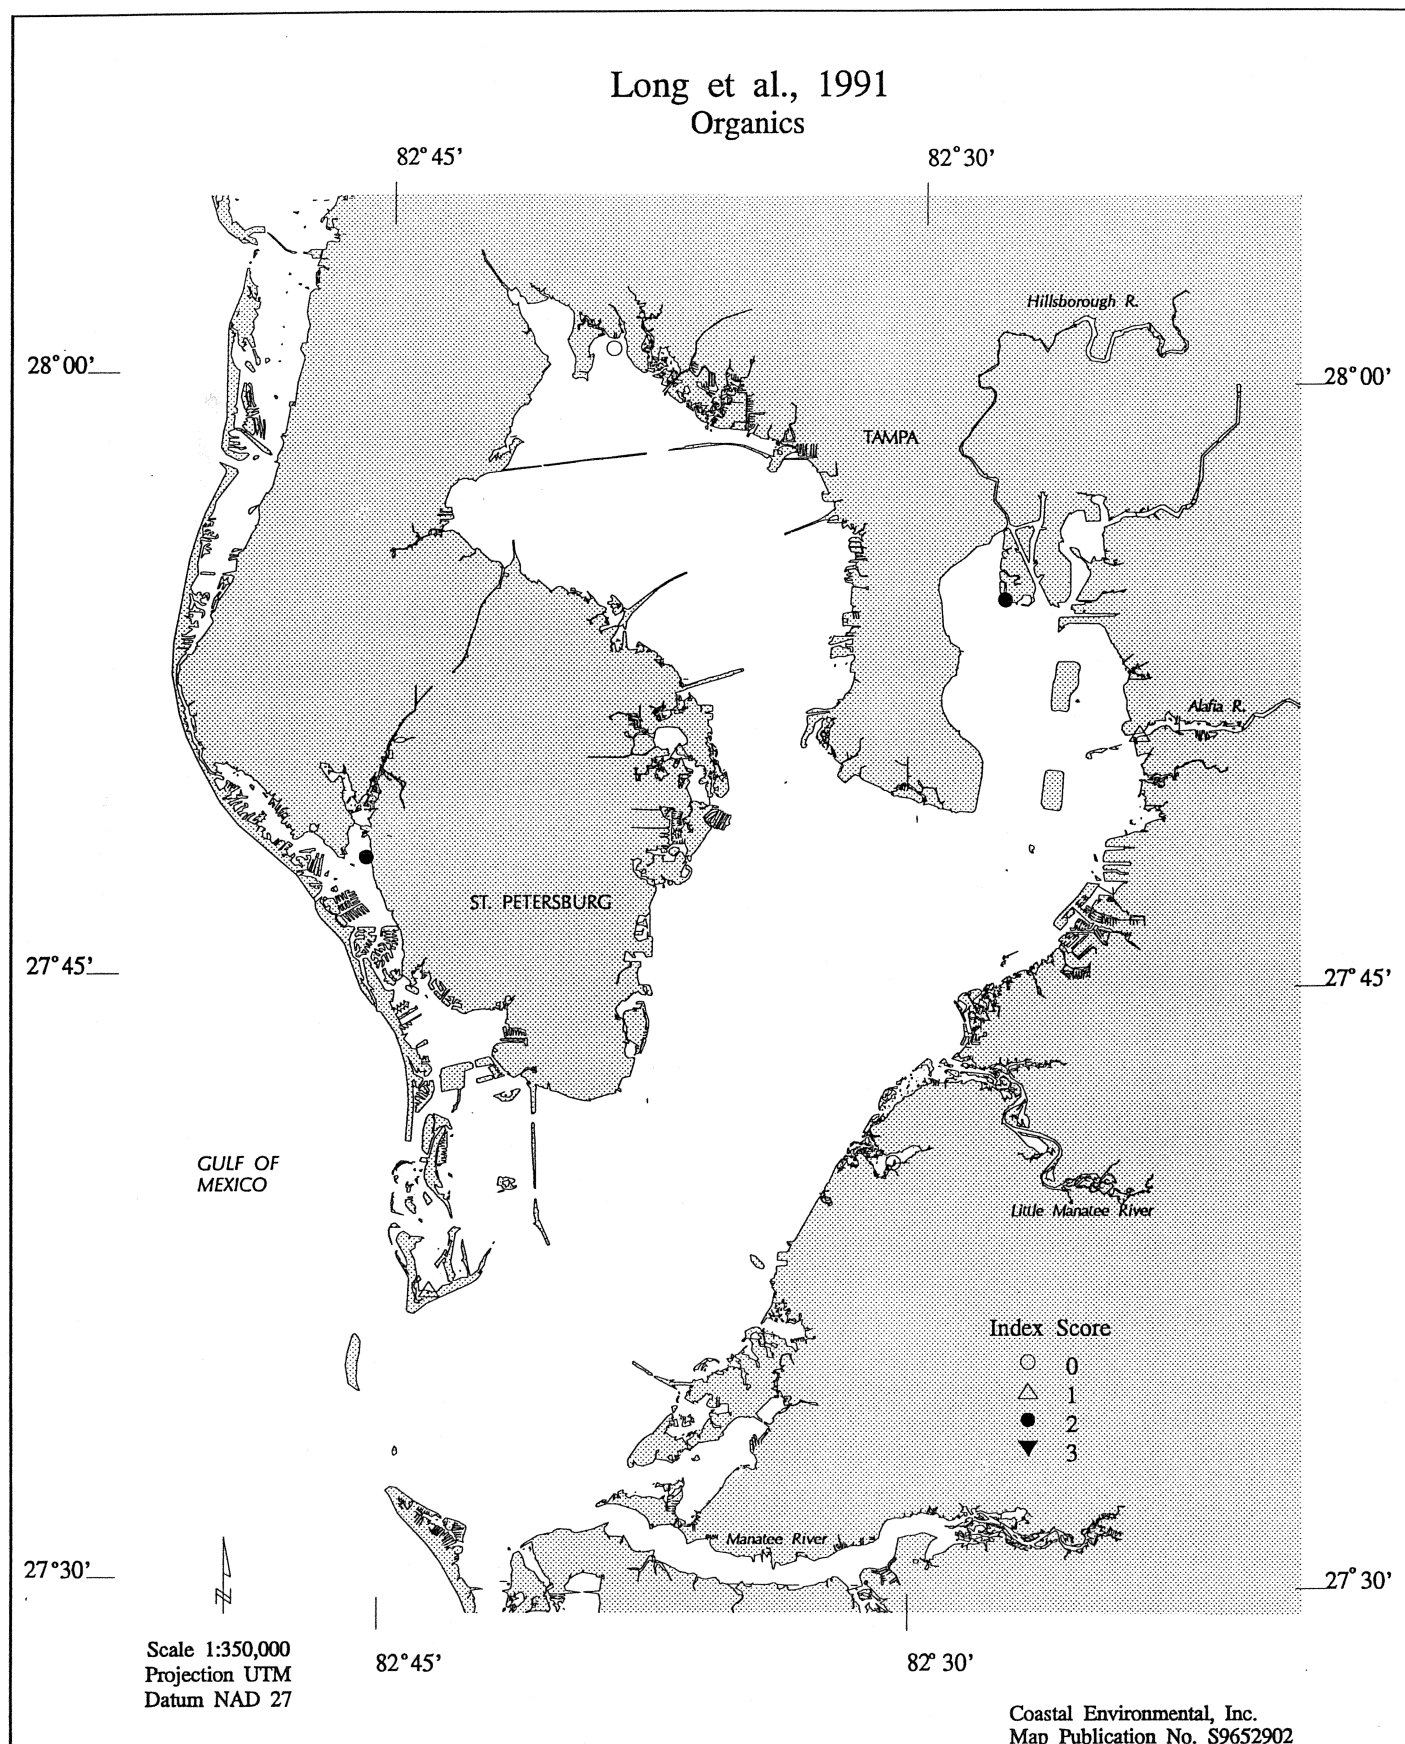 Long et al., 1991
Organics
82° 45'
82° 30'
Hillsborough R.
28° 00'
28° 00'
TAMPA
Alafia R.
ST. PETERSBURG
27° 45'
27° 45'
GULF OF
MEXICO
Little Manatee River
Index Score
0
1
2
3
Manatee River
27° 30'
27° 30'
N
Scale 1:350,000
Projection UTM
Datum NAD 27
82° 45'
82° 30'
Coastal Environmental, Inc.
Map Publication No. S9652902